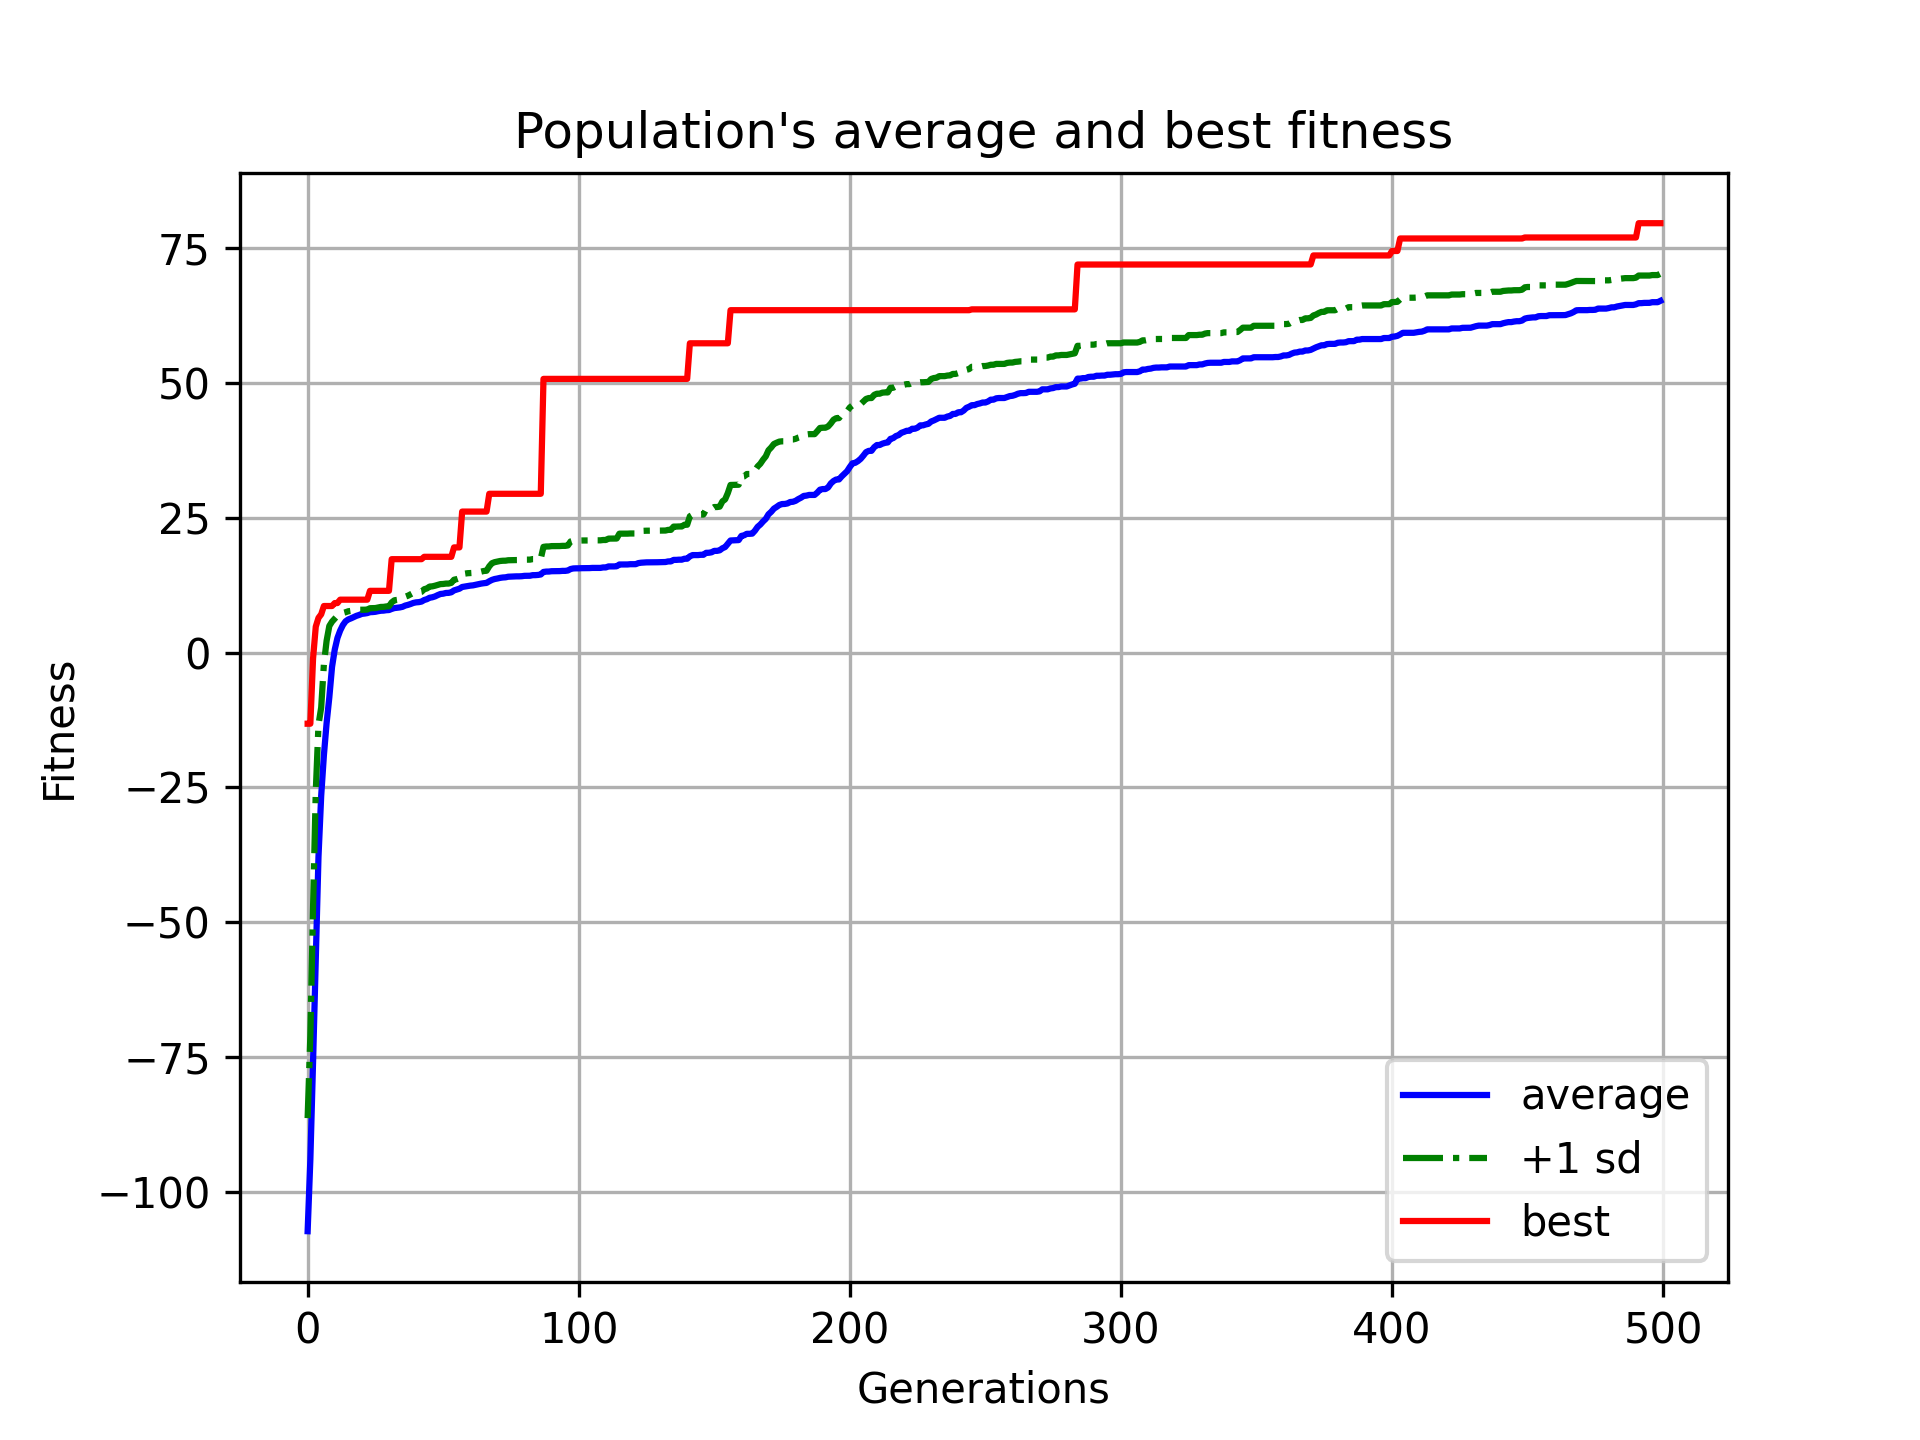 Population's average and best fitness
75
50
25
0
−25
−50
−75
−100
Fitness
average
+1 sd
best
0 100 200 300 400 500
Generations